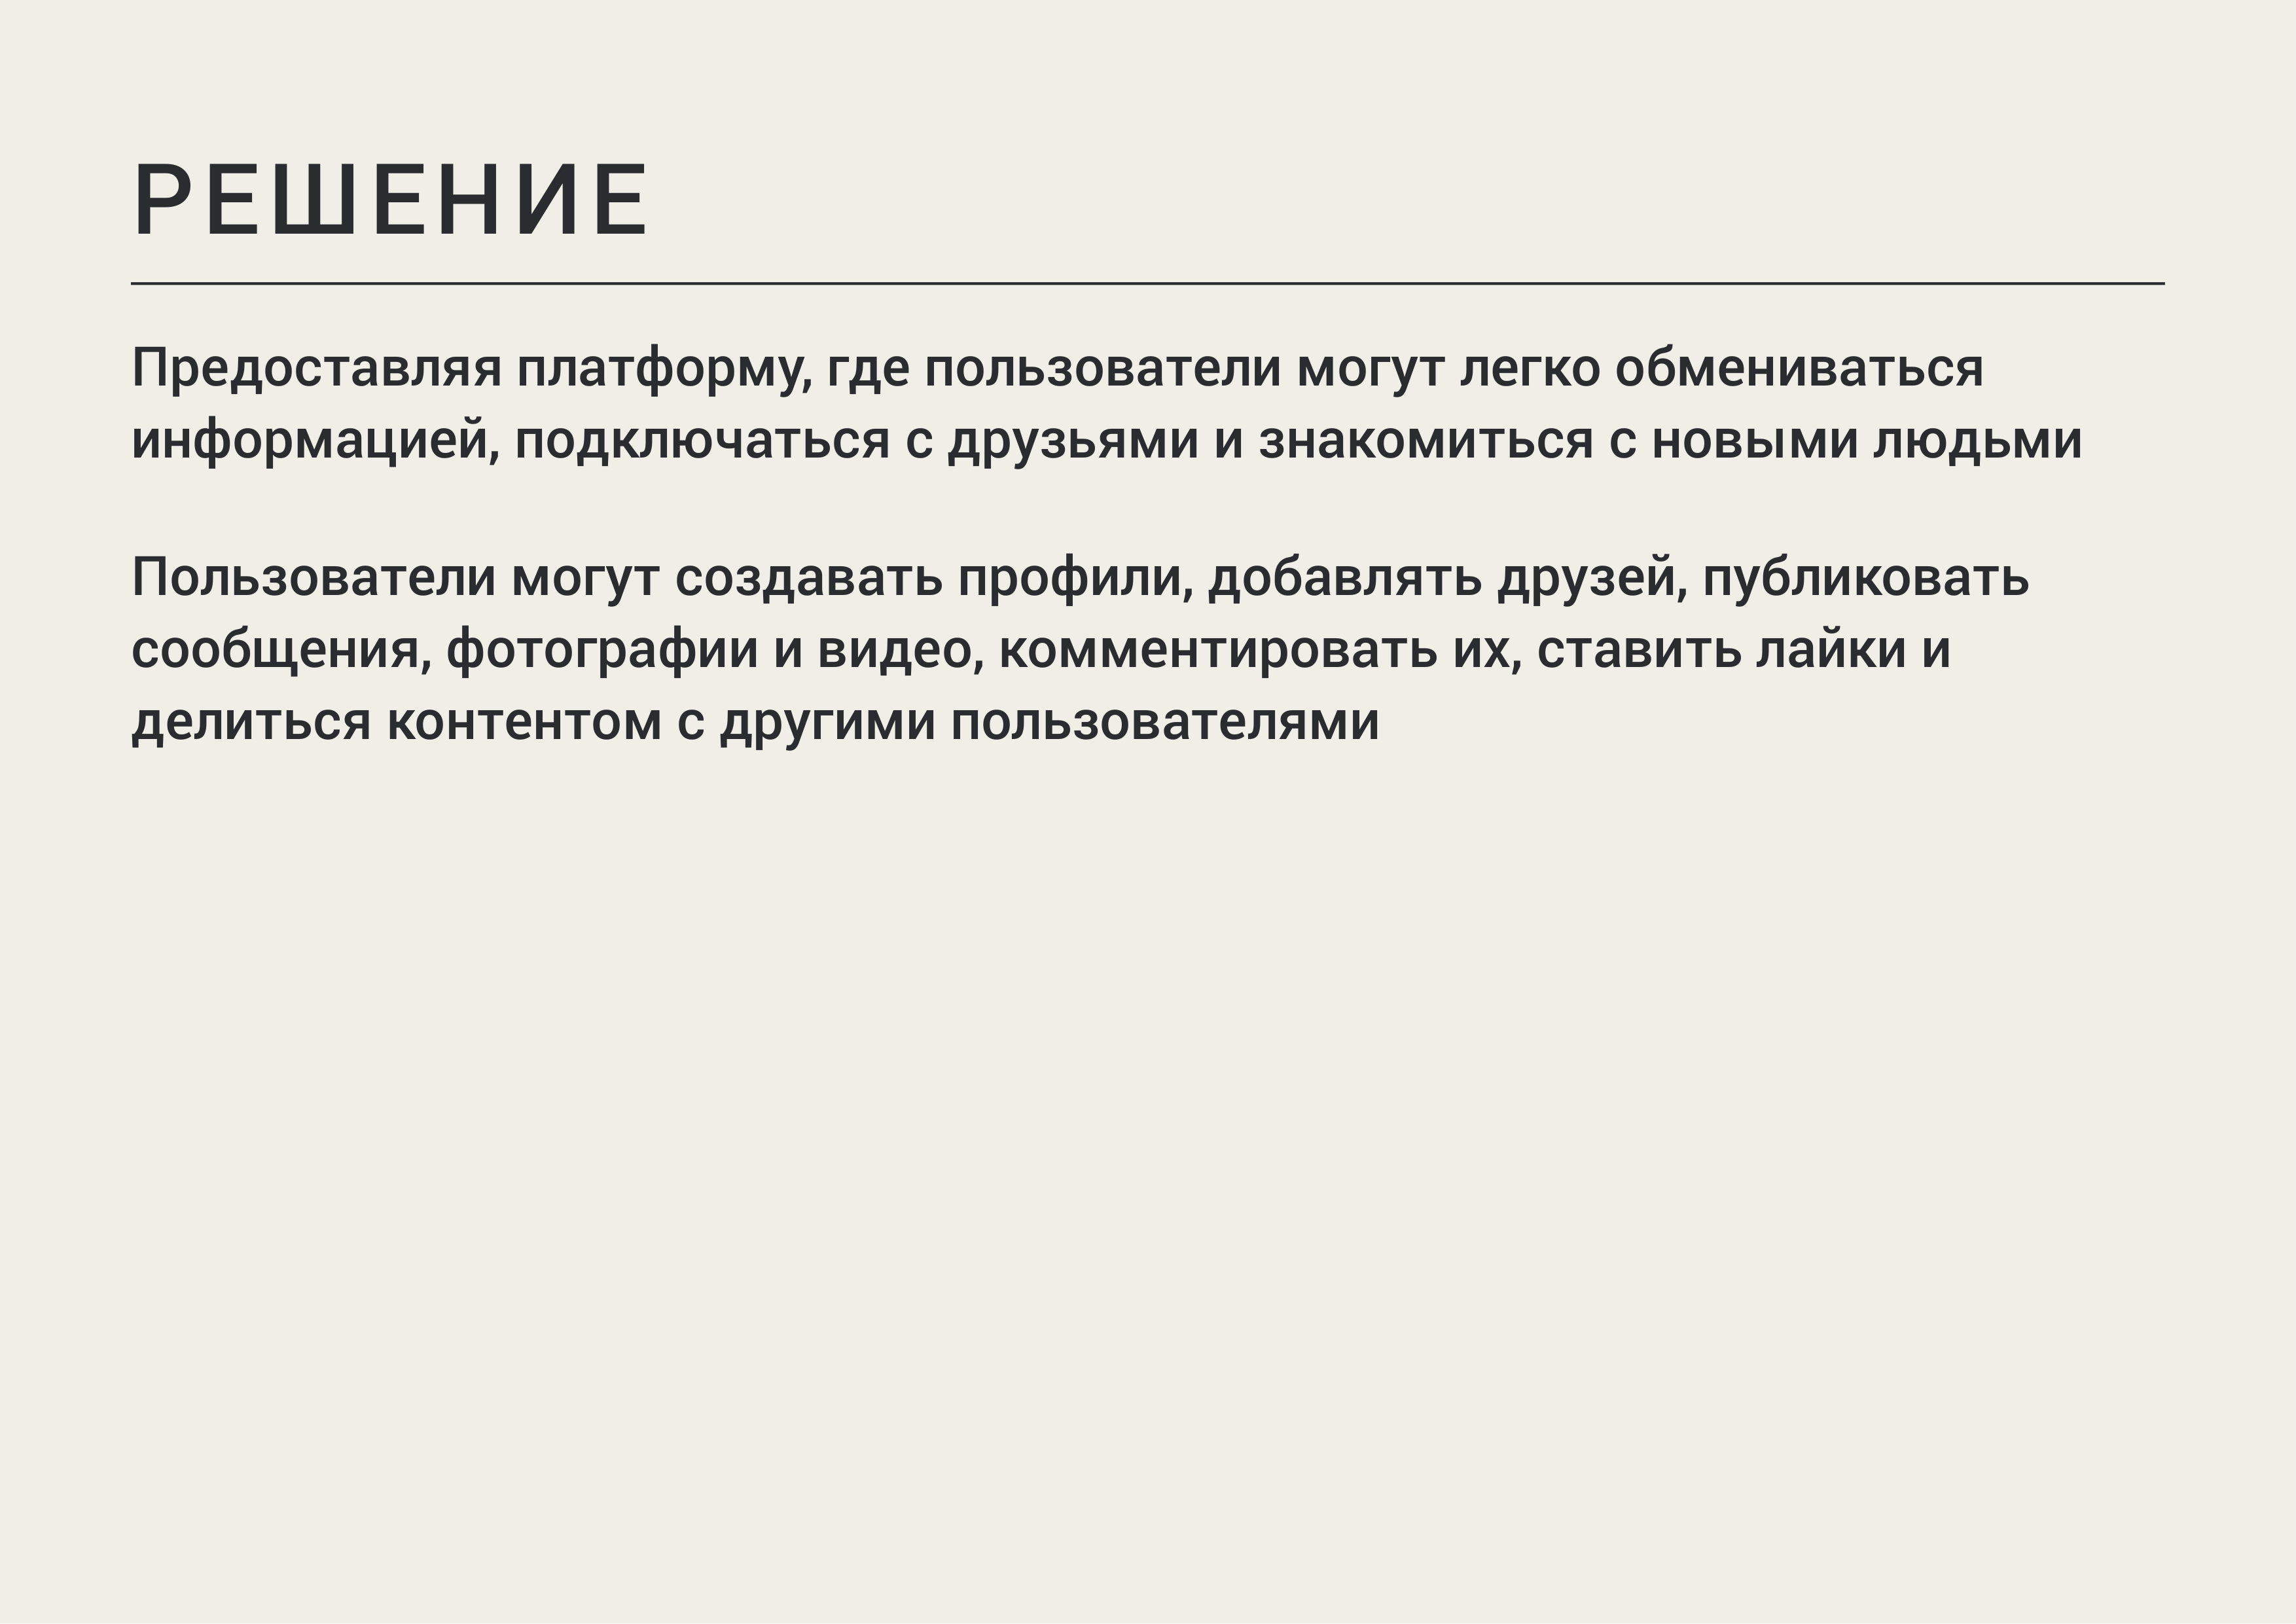 РЕШЕНИЕ
Предоставляя платформу, где пользователи могут легко обмениваться
информацией, подключаться с друзьями и знакомиться с новыми людьми
Пользователи могут создавать профили, добавлять друзей, публиковать
сообщения, фотографии и видео, комментировать их, ставить лайки и
делиться контентом с другими пользователями